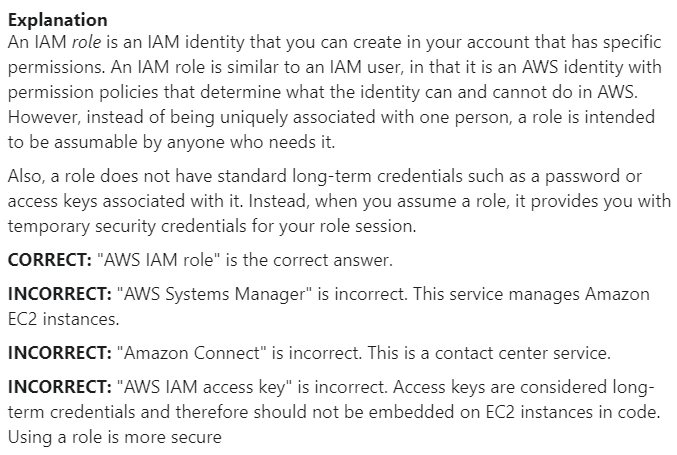 Explanation
An IAM role is an IAM identity that you can create in your account that has specific
permissions. An IAM role is similar to an IAM user, in that it is an AWS identity with
permission policies that determine what the identity can and cannot do in AWS.
However, instead of being uniquely associated with one person, a role is intended
to be assumable by anyone who needs it.
Also, a role does not have standard long-term credentials such as a password or
access keys associated with it. Instead, when you assume a role, it provides you with
temporary security credentials for your role session.
CORRECT: "AWS IAM role" is the correct answer.
INCORRECT: "AWS Systems Manager" is incorrect. This service manages Amazon
EC2 instances.
INCORRECT: "Amazon Connect" is incorrect. This is a contact center service.
INCORRECT: "AWS IAM access key" is incorrect. Access keys are considered long-
term credentials and therefore should not be embedded on EC2 instances in code.
Using a role is more secure